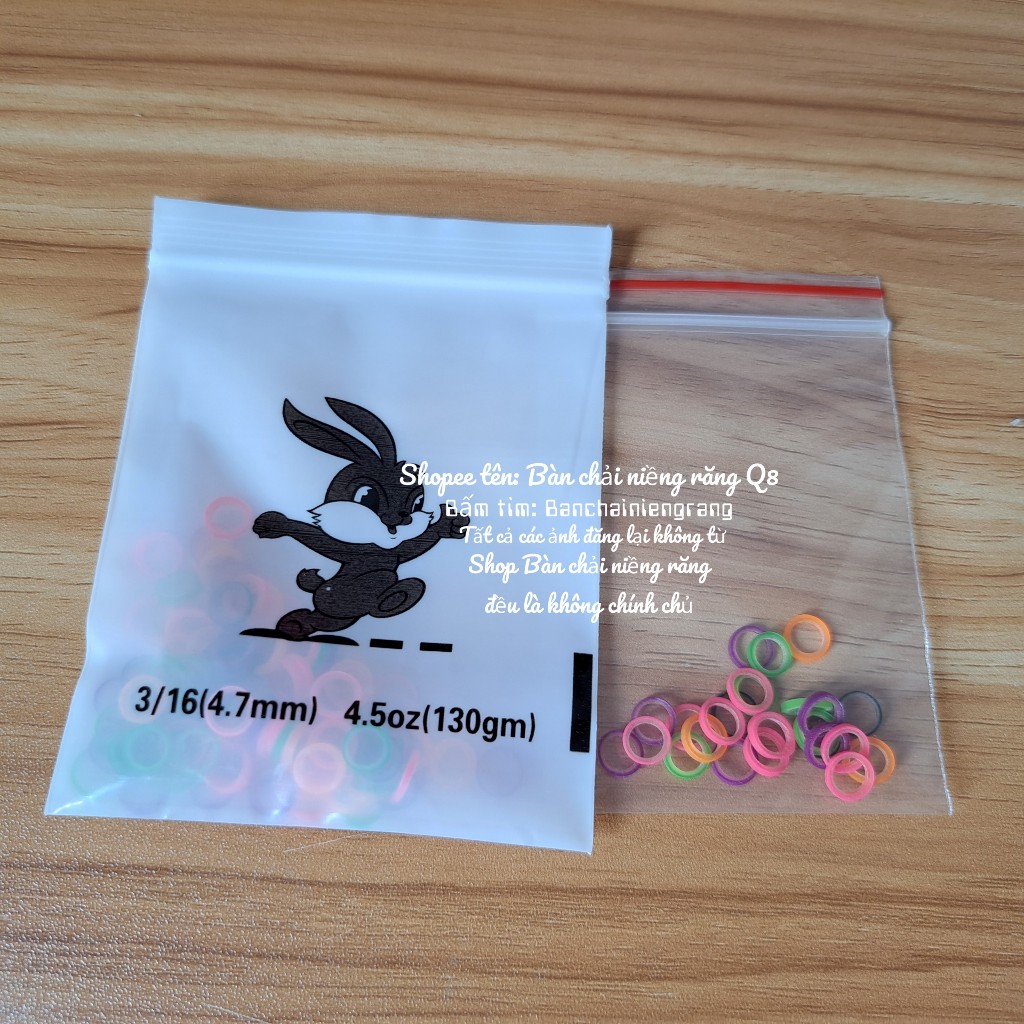 Shopee tên: Bàn chải niềng răng Q8
Bấm tìm: Banchainiengrang
Tất cả các ảnh đăng lại không từ
Shop Bàn chải niềng răng
đều là không chính chủ
3/16(4.7mm) 4.5oz(130gm)